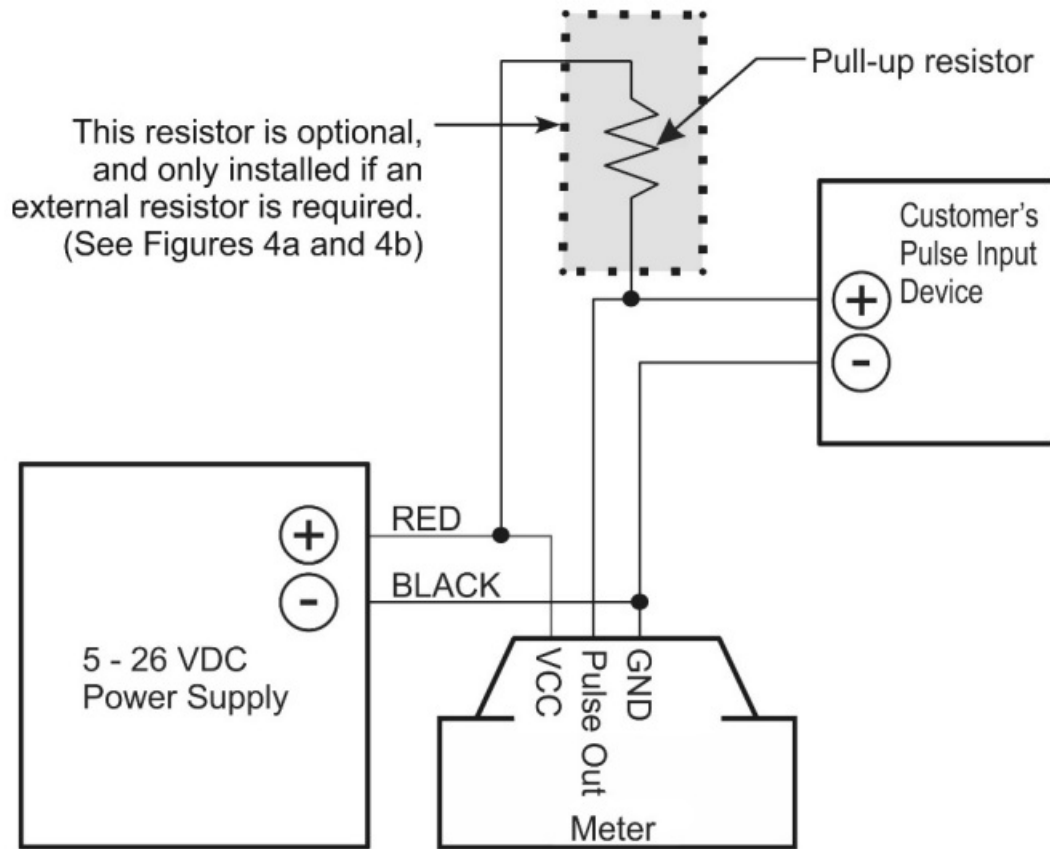 Pull-up resistor
This resistor is optional,
and only installed if an
external resistor is required.
(See Figures 4a and 4b)
Customer's
Pulse Input
Device
+
-
RED
+
BLACK
-
5 - 26 VDC
Power Supply
VCC
Pulse Out
GND
Meter